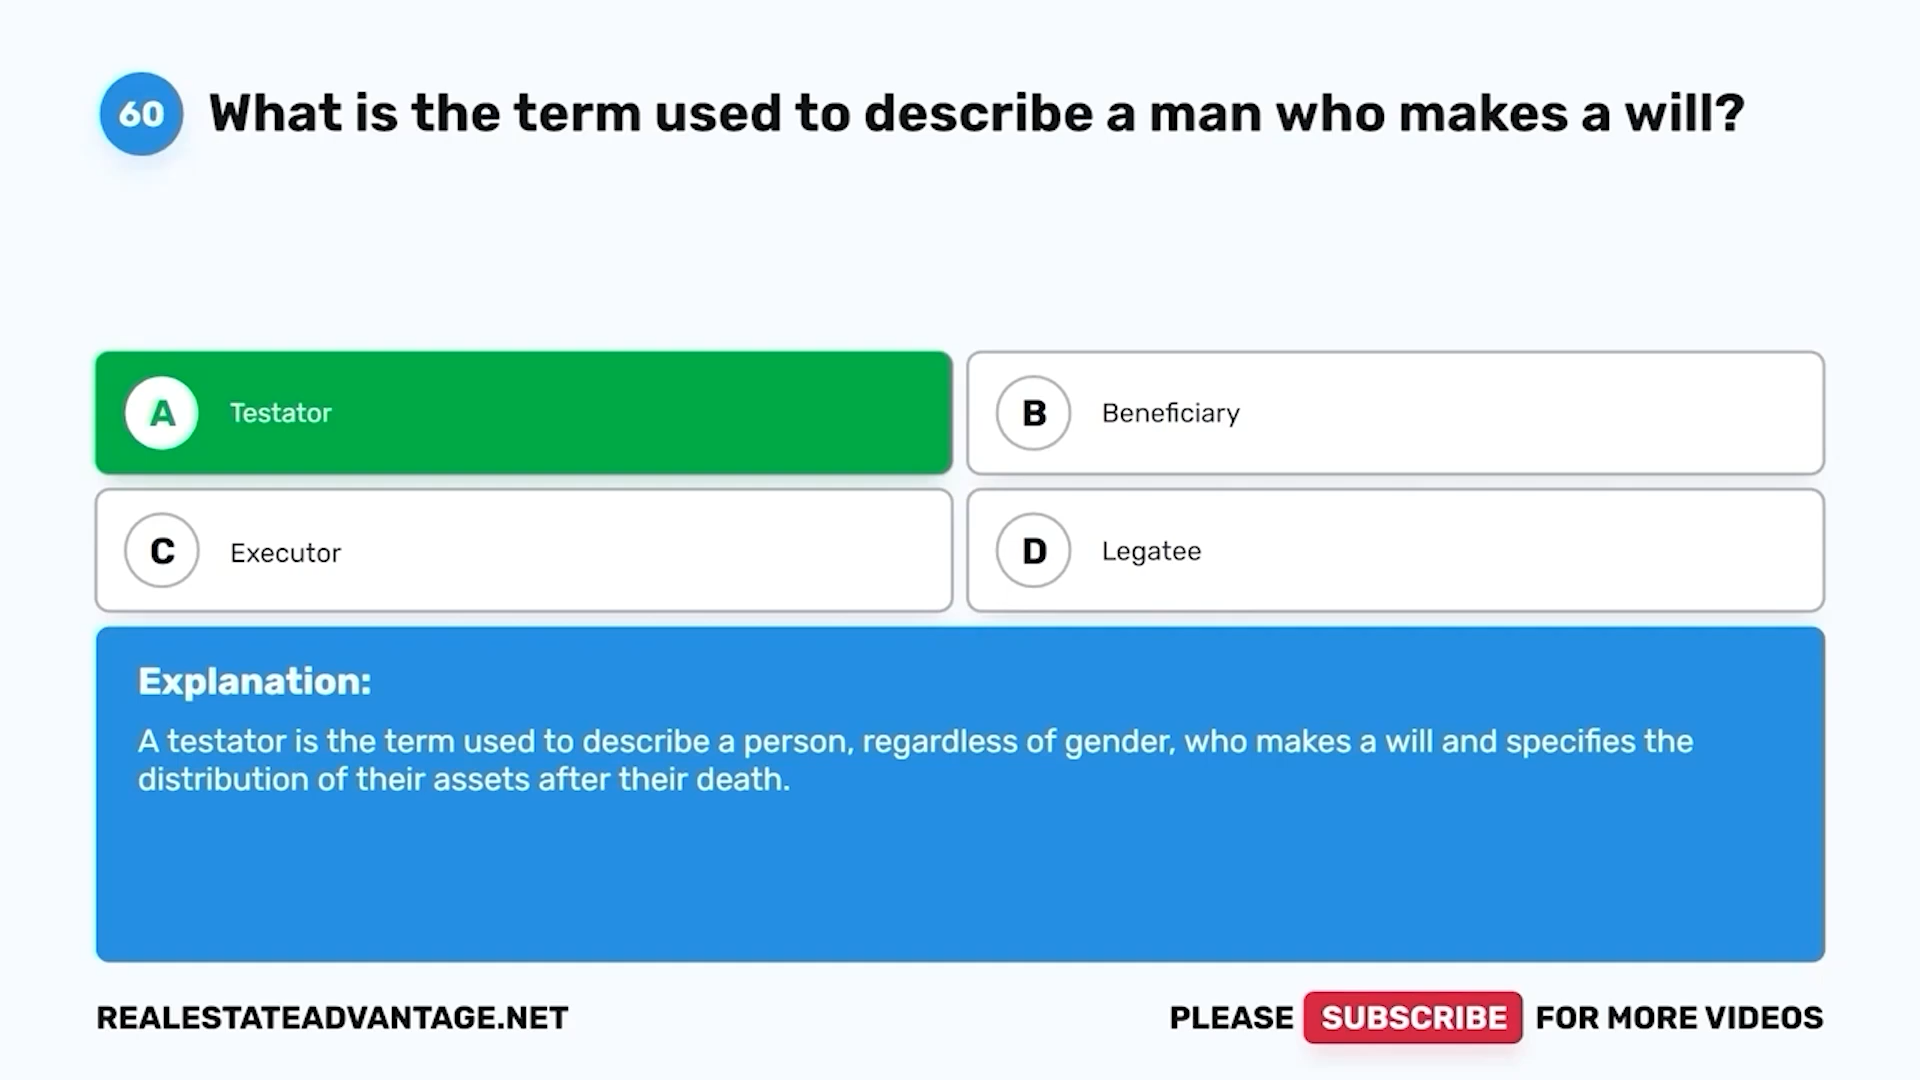 60 What is the term used to describe a man who makes a will?
A Testator
B Beneficiary
C Executor
D Legatee
Explanation:
A testator is the term used to describe a person, regardless of gender, who makes a will and specifies the
distribution of their assets after their death.
REALESTATEADVANTAGE.NET
PLEASE SUBSCRIBE FOR MORE VIDEOS